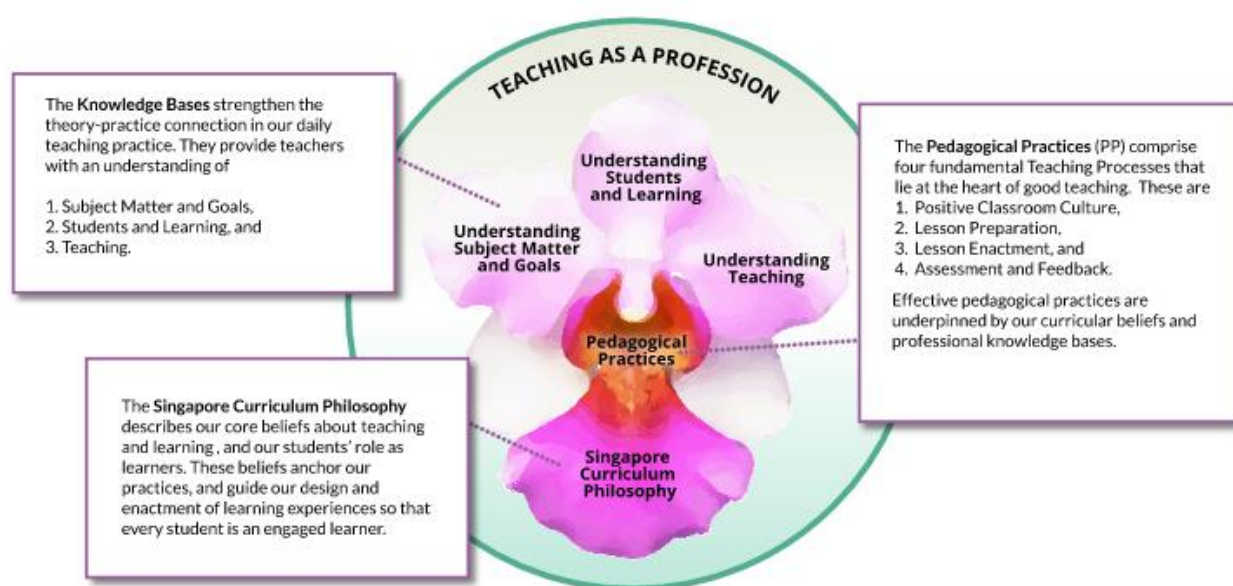 TEACHING AS A PROFESSION
The Knowledge Bases strengthen the
theory-practice connection in our daily
teaching practice. They provide teachers
with an understanding of
1. Subject Matter and Goals,
2. Students and Learning, and
3. Teaching.
Understanding
Students
and Learning
Understanding
Subject Matter
and Goals
Understanding
Teaching
Pedagogical
Practices
Singapore
Curriculum
Philosophy
The Pedagogical Practices (PP) comprise
four fundamental Teaching Processes that
lie at the heart of good teaching. These are
1. Positive Classroom Culture,
2. Lesson Preparation,
3. Lesson Enactment, and
4. Assessment and Feedback.
Effective pedagogical practices are
underpinned by our curricular beliefs and
professional knowledge bases.
The Singapore Curriculum Philosophy
describes our core beliefs about teaching
and learning , and our students' role as
learners. These beliefs anchor our
practices, and guide our design and
enactment of learning experiences so that
every student is an engaged learner.